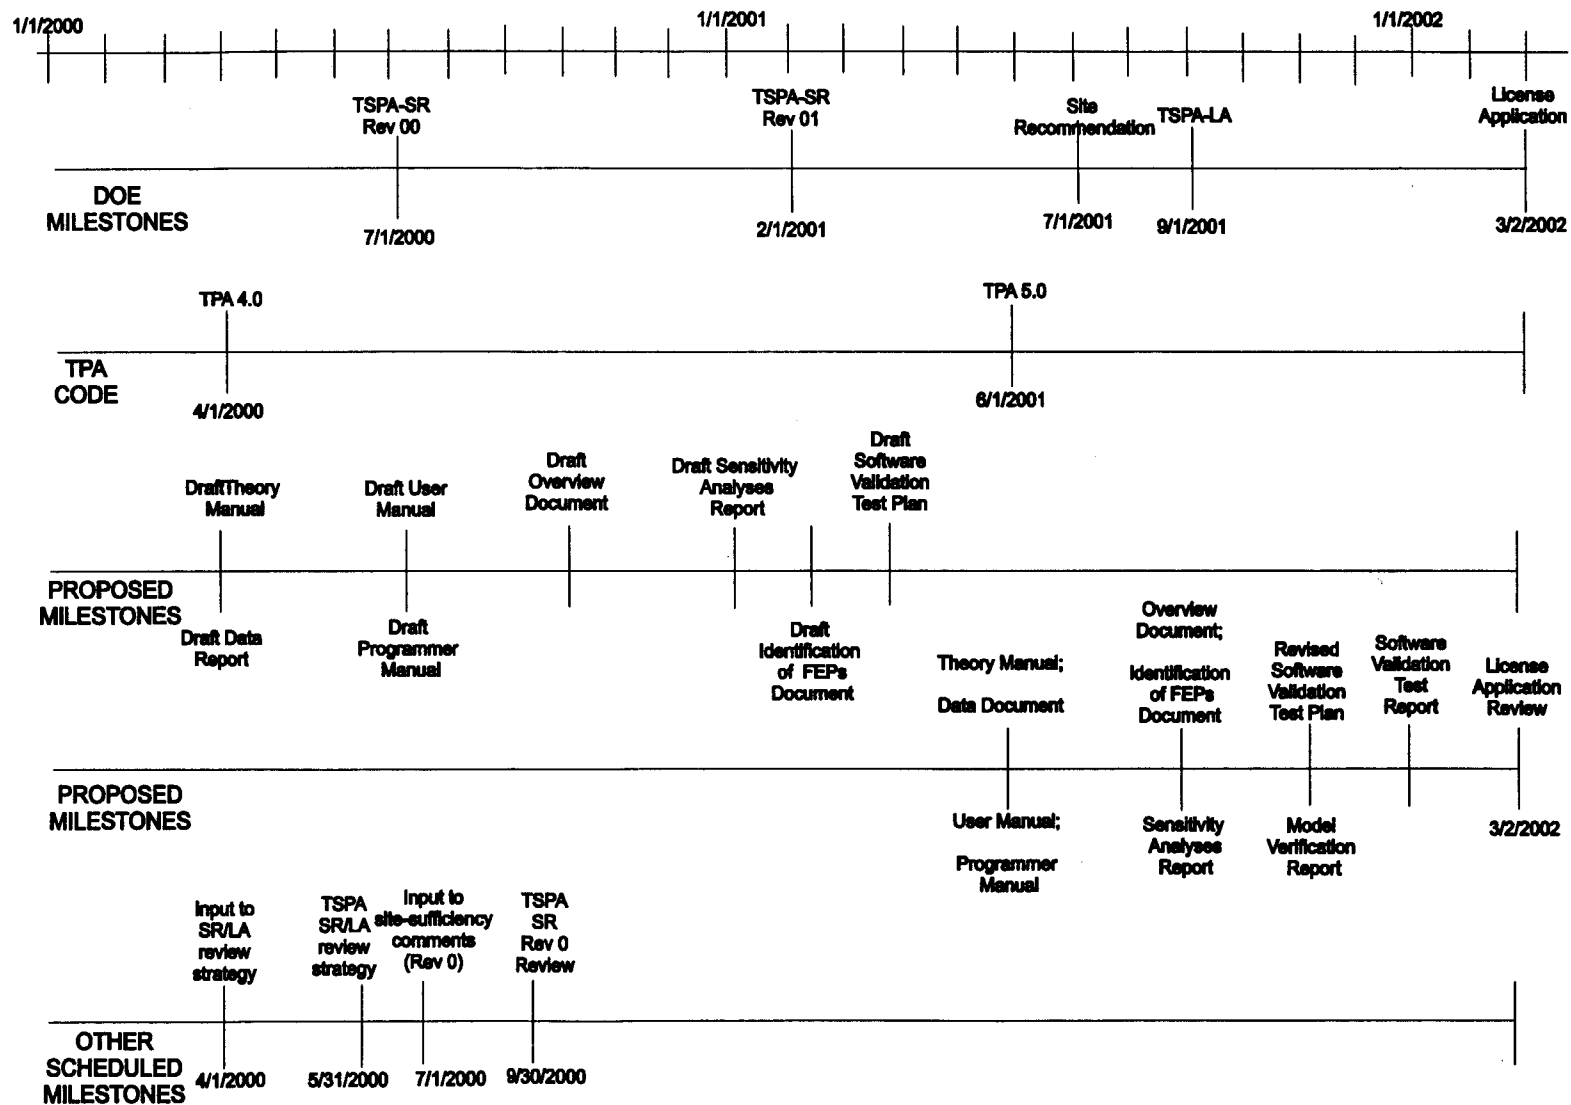 1/1/2000
1/1/2001
1/1/2002
TSPA-SR
Rev 00
TSPA-SR
Rev 01
Site
Recommendation
TSPA-LA
License
Application
DOE
MILESTONES
7/1/2000
2/1/2001
7/1/2001
9/1/2001
3/2/2002
TPA 4.0
TPA 5.0
TPA
CODE
4/1/2000
6/1/2001
DraftTheory
Manual
Draft User
Manual
Draft
Overview
Document
Draft Sensitivity
Analyses
Report
Draft
Software
Validation
Test Plan
PROPOSED
MILESTONES
Draft Data
Report
Draft
Programmer
Manual
Draft
Identification
of FEPs
Document
Theory Manual;
Data Document
Overview
Document;
Identification
of FEPs
Document
Revised
Software
Validation
Test Plan
Software
Validation
Test
Report
License
Application
Review
PROPOSED
MILESTONES
User Manual;
Programmer
Manual
Sensitivity
Analyses
Report
Model
Verification
Report
3/2/2002
Input to
SR/LA
review
strategy
TSPA
SR/LA
review
strategy
Input to
site-sufficiency
comments
(Rev 0)
TSPA
SR
Rev 0
Review
OTHER
SCHEDULED
MILESTONES
4/1/2000
5/31/2000
7/1/2000
9/30/2000